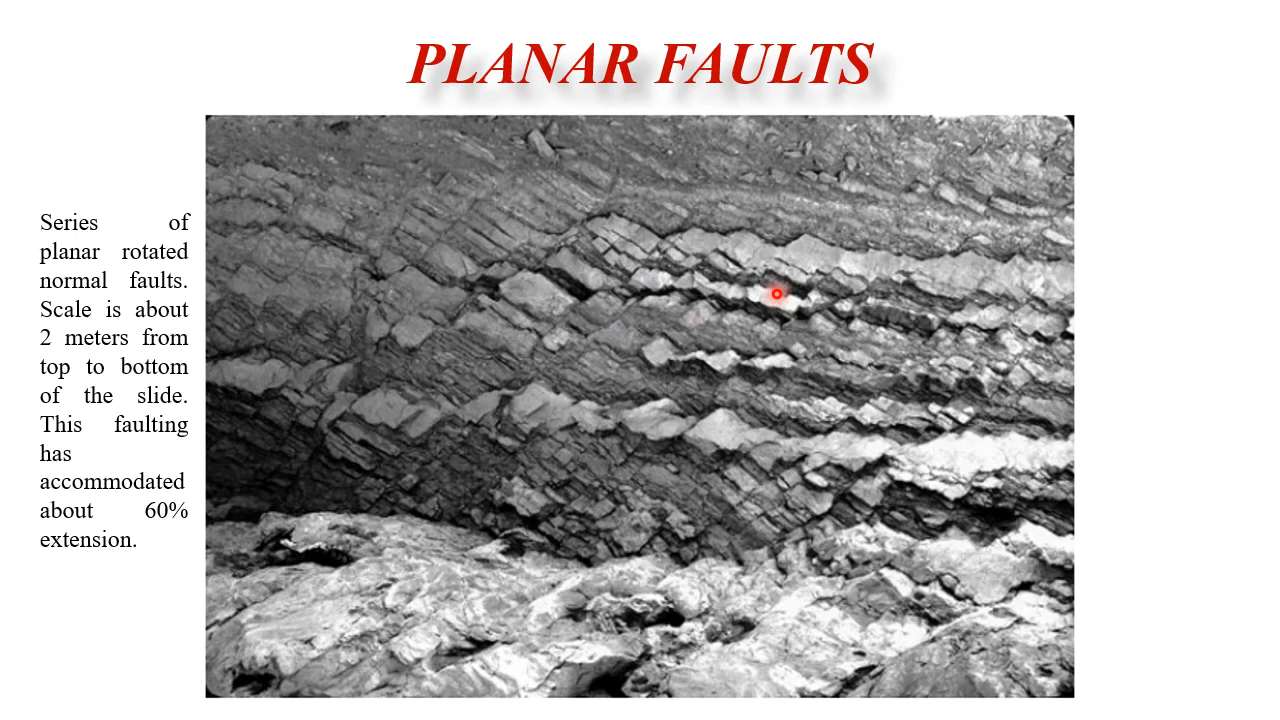 PLANAR FAULTS
Series of
planar rotated
normal faults.
Scale is about
2 meters from
top to bottom
of the slide.
This faulting
has
accommodated
about 60%
extension.